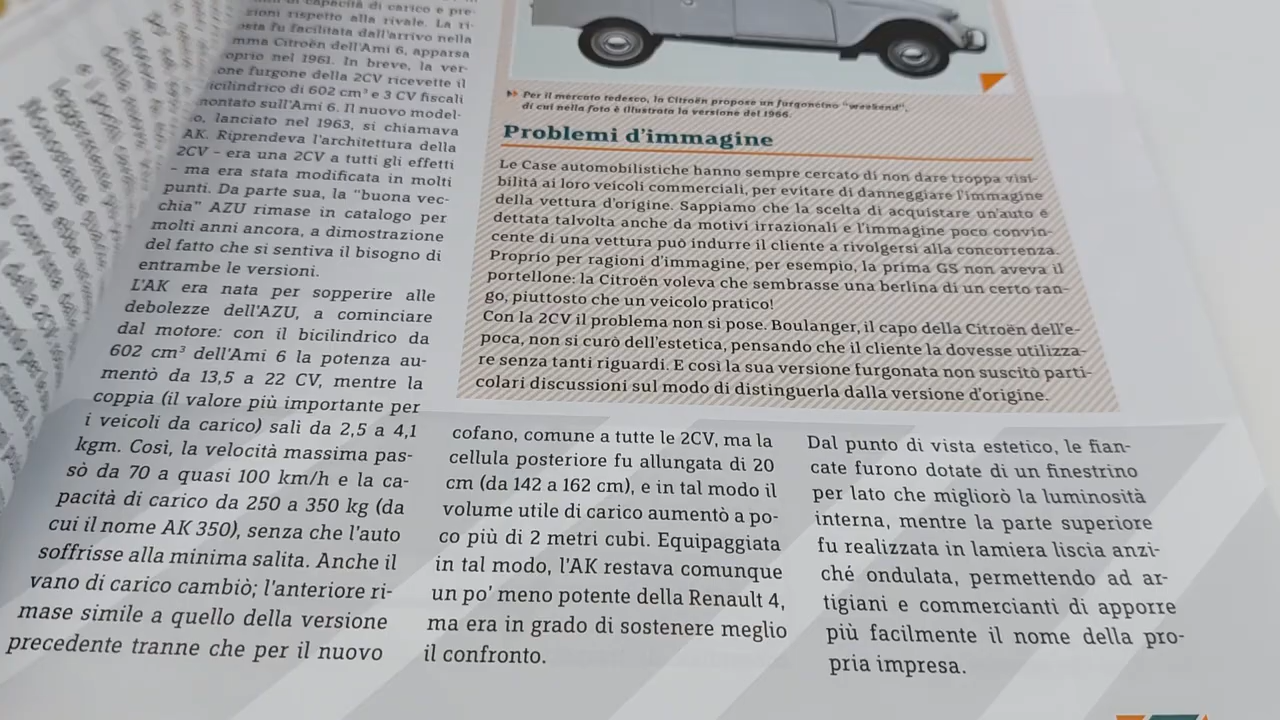 di capacità di carico e pre-
zioni rispetto alla rivale. La ri-
osta fu facilitata dall'arrivo nella
mma Citroën dell'Ami 6, apparsa
oprio nel 1961. In breve, la ver-
one furgone della 2CV ricevette il
bicilindrico di 602 cm³ e 3 CV fiscali
montato sull'Ami 6. Il nuovo model-
o, lanciato nel 1963, si chiamava
AK. Riprendeva l'architettura della
2CV – era una 2CV a tutti gli effetti
– ma era stata modificata in molti
punti. Da parte sua, la "buona vec-
chia" AZU rimase in catalogo per
molti anni ancora, a dimostrazione
del fatto che si sentiva il bisogno di
entrambe le versioni.
L'AK era nata per sopperire alle
debolezze dell'AZU, a cominciare
dal motore: con il bicilindrico da
602 cm³ dell'Ami 6 la potenza au-
mentò da 13,5 a 22 CV, mentre la
coppia (il valore più importante per
i veicoli da carico) salì da 2,5 a 4,1
kgm. Così, la velocità massima pas-
sò da 70 a quasi 100 km/h e la ca-
pacità di carico da 250 a 350 kg (da
cui il nome AK 350), senza che l'auto
soffrisse alla minima salita. Anche il
vano di carico cambiò; l'anteriore ri-
mase simile a quello della versione
precedente tranne che per il nuovo
Per il mercato tedesco, la Citroën propose un furgoncino "weekend",
di cui nella foto è illustrata la versione del 1966.
Problemi d'immagine
Le Case automobilistiche hanno sempre cercato di non dare troppa visi-
bilità ai loro veicoli commerciali, per evitare di danneggiare l'immagine
della vettura d'origine. Sappiamo che la scelta di acquistare un'auto è
dettata talvolta anche da motivi irrazionali e l'immagine poco convin-
cente di una vettura può indurre il cliente a rivolgersi alla concorrenza.
Proprio per ragioni d'immagine, per esempio, la prima GS non aveva il
portellone: la Citroën voleva che sembrasse una berlina di un certo ran-
go, piuttosto che un veicolo pratico!
Con la 2CV il problema non si pose. Boulanger, il capo della Citroën dell'e-
poca, non si curò dell'estetica, pensando che il cliente la dovesse utilizza-
re senza tanti riguardi. E così la sua versione furgonata non suscitò parti-
colari discussioni sul modo di distinguerla dalla versione d'origine.
cofano, comune a tutte le 2CV, ma la
cellula posteriore fu allungata di 20
cm (da 142 a 162 cm), e in tal modo il
volume utile di carico aumentò a po-
co più di 2 metri cubi. Equipaggiata
in tal modo, l'AK restava comunque
un po' meno potente della Renault 4,
ma era in grado di sostenere meglio
il confronto.
Dal punto di vista estetico, le fian-
cate furono dotate di un finestrino
per lato che migliorò la luminosità
interna, mentre la parte superiore
fu realizzata in lamiera liscia anzi-
ché ondulata, permettendo ad ar-
tigiani e commercianti di apporre
più facilmente il nome della pro-
pria impresa.